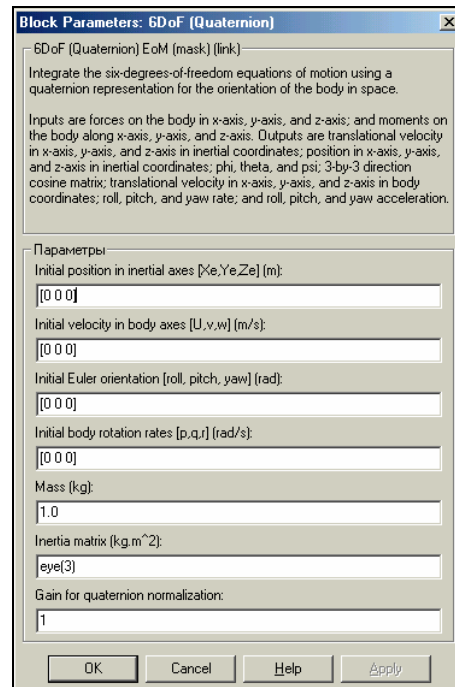 Block Parameters: 6DoF (Quaternion)
6DoF (Quaternion) EoM (mask) (link)
Integrate the six-degrees-of-freedom equations of motion using a
quaternion representation for the orientation of the body in space.
Inputs are forces on the body in x-axis, y-axis, and z-axis; and moments on
the body along x-axis, y-axis, and z-axis. Outputs are translational velocity
in x-axis, y-axis, and z-axis in inertial coordinates; position in x-axis, y-axis,
and z-axis in inertial coordinates; phi, theta, and psi; 3-by-3 direction
cosine matrix; translational velocity in x-axis, y-axis, and z-axis in body
coordinates; roll, pitch, and yaw rate; and roll, pitch, and yaw acceleration.
Параметры
Initial position in inertial axes [Xe,Ye,Ze] (m):
[0 0 0]
Initial velocity in body axes [U,v,w] (m/s):
[0 0 0]
Initial Euler orientation [roll, pitch, yaw] (rad):
[0 0 0]
Initial body rotation rates [p,q,r] (rad/s):
[0 0 0]
Mass (kg):
1.0
Inertia matrix (kg.m^2):
eye(3)
Gain for quaternion normalization:
1
OK Cancel Help Apply